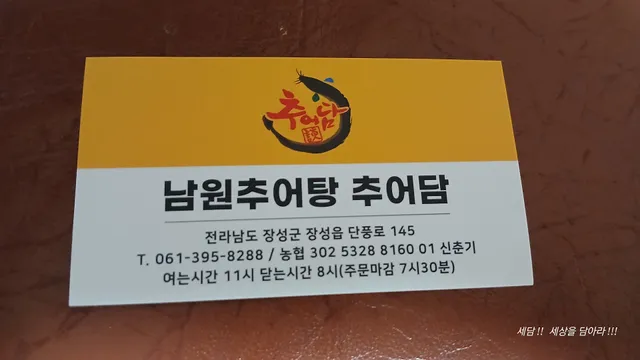 추어담
남원추어탕 추어담
전라남도 장성군 장성읍 단풍로 145
T. 061-395-8288 / 농협 302 5328 8160 01 신춘기
여는시간 11시 닫는시간 8시(주문마감 7시30분)
세담 !! 세상을 담아라 !!!